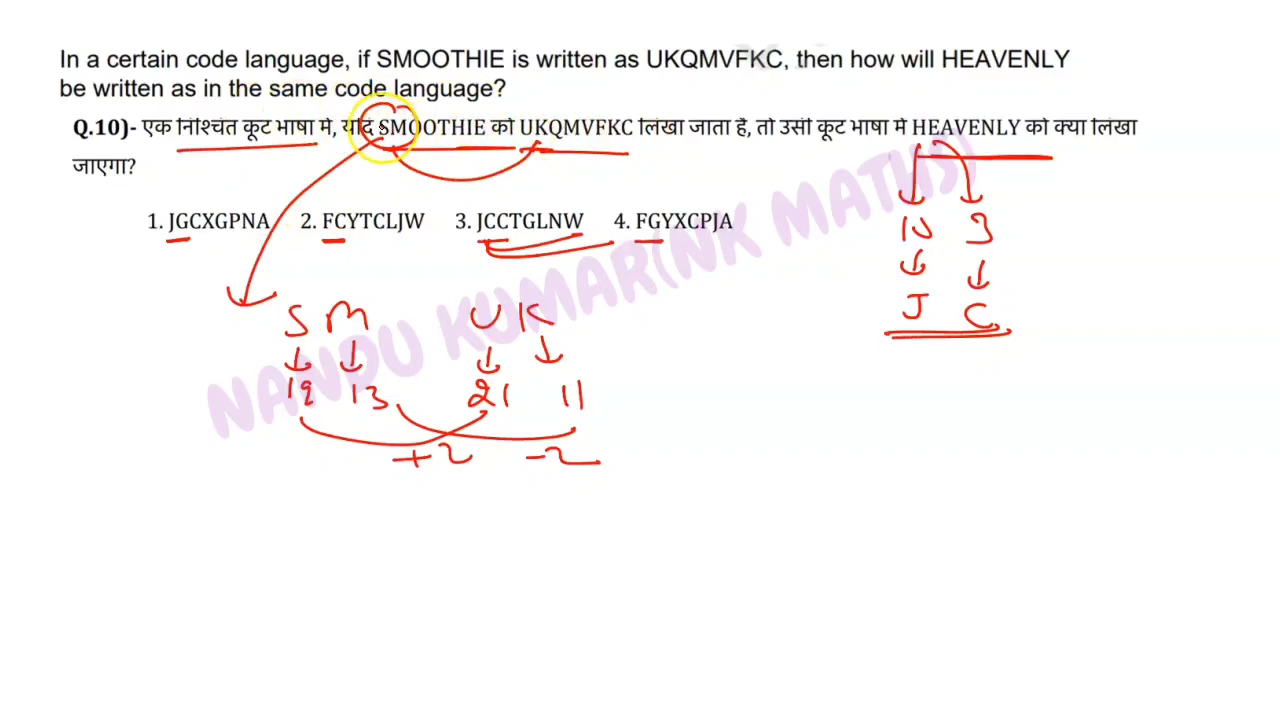 In a certain code language, if SMOOTHIE is written as UKQMVFKC, then how will HEAVENLY
be written as in the same code language?
Q.10)- एक निश्चित कूट भाषा में, यदि SMOOTHIE को UKQMVFKC लिखा जाता है, तो उसी कूट भाषा में HEAVENLY को क्या लिखा
जाएगा?
1. JGCXGPNA 2. FCYTCLJW 3. JCCTGLNW 4. FGYXCPJA
10 3
J C
S M U K
19 13 21 11
+2 -2
NANDU KUMAR(NK MATHS)